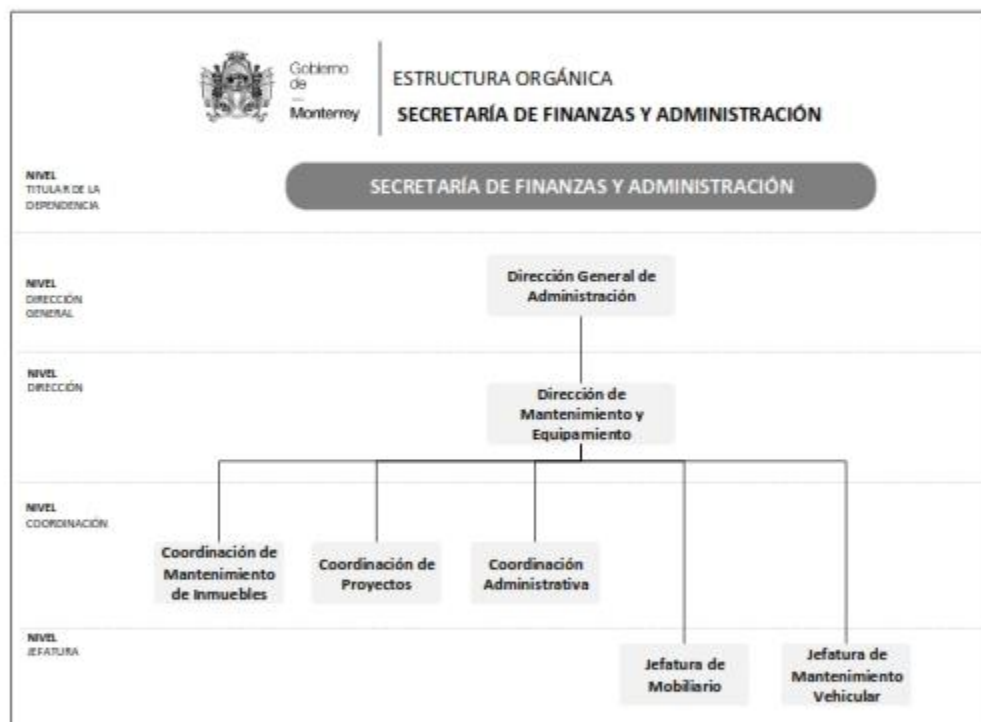 Gobierno
de
—
Monterrey
ESTRUCTURA ORGÁNICA
SECRETARÍA DE FINANZAS Y ADMINISTRACIÓN
NIVEL
TITULAR DE LA
DEPENDENCIA
SECRETARÍA DE FINANZAS Y ADMINISTRACIÓN
NIVEL
DIRECCIÓN
GENERAL
Dirección General de
Administración
NIVEL
DIRECCIÓN
Dirección de
Mantenimiento y
Equipamiento
NIVEL
COORDINACIÓN
Coordinación de
Mantenimiento
de Inmuebles
Coordinación de
Proyectos
Coordinación
Administrativa
NIVEL
JEFATURA
Jefatura de
Mobiliario
Jefatura de
Mantenimiento
Vehicular